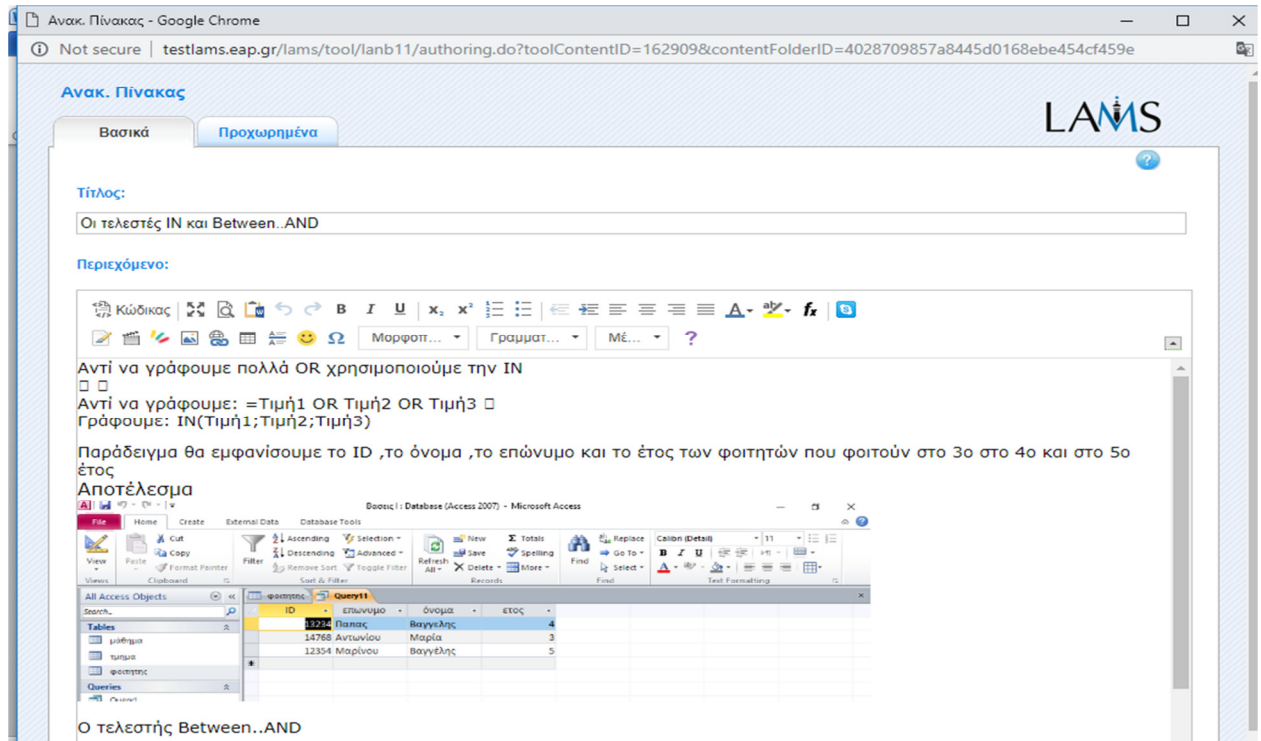 Ανακ. Πίνακας - Google Chrome
Not secure | testlams.eap.gr/lams/tool/lanb11/authoring.do?toolContentID=162909&contentFolderID=4028709857a8445d0168ebe454cf459e
Ανακ. Πίνακας
LAMS
Βασικά Προχωρημένα
Τίτλος:
Οι τελεστές IN και Between..AND
Περιεχόμενο:
Κώδικας
Μορφοπ... Γραμματ... Μέ...
Αντί να γράφουμε πολλά OR χρησιμοποιούμε την IN
Αντί να γράφουμε: =Τιμή1 OR Τιμή2 OR Τιμή3
Γράφουμε: IN(Τιμή1;Τιμή2;Τιμή3)
Παράδειγμα θα εμφανίσουμε το ID ,το όνομα ,το επώνυμο και το έτος των φοιτητών που φοιτούν στο 3ο στο 4ο και στο 5ο
έτος
Αποτέλεσμα
: Database (Access 2007) - Microsoft Access
File Home Create External Data Database Tools
View Paste Cut Copy Format Painter Filter Ascending Descending Remove Sort Selection Advanced Toggle Filter Refresh All New Save Delete Totals Spelling More Find Replace Go To Select Calibri (Detail) 11 B I U
Views Clipboard Sort & Filter Records Find Text Formatting
All Access Objects φοιτητης Query11
Search..
ID επωνυμο όνομα ετος
Tables
13234 Παπας Βαγγελης 4
μάθημα
14768 Αντωνίου Μαρία 3
τμημα
12354 Μαρίνου Βαγγέλης 5
φοιτητης
Queries
Ο τελεστής Between..AND